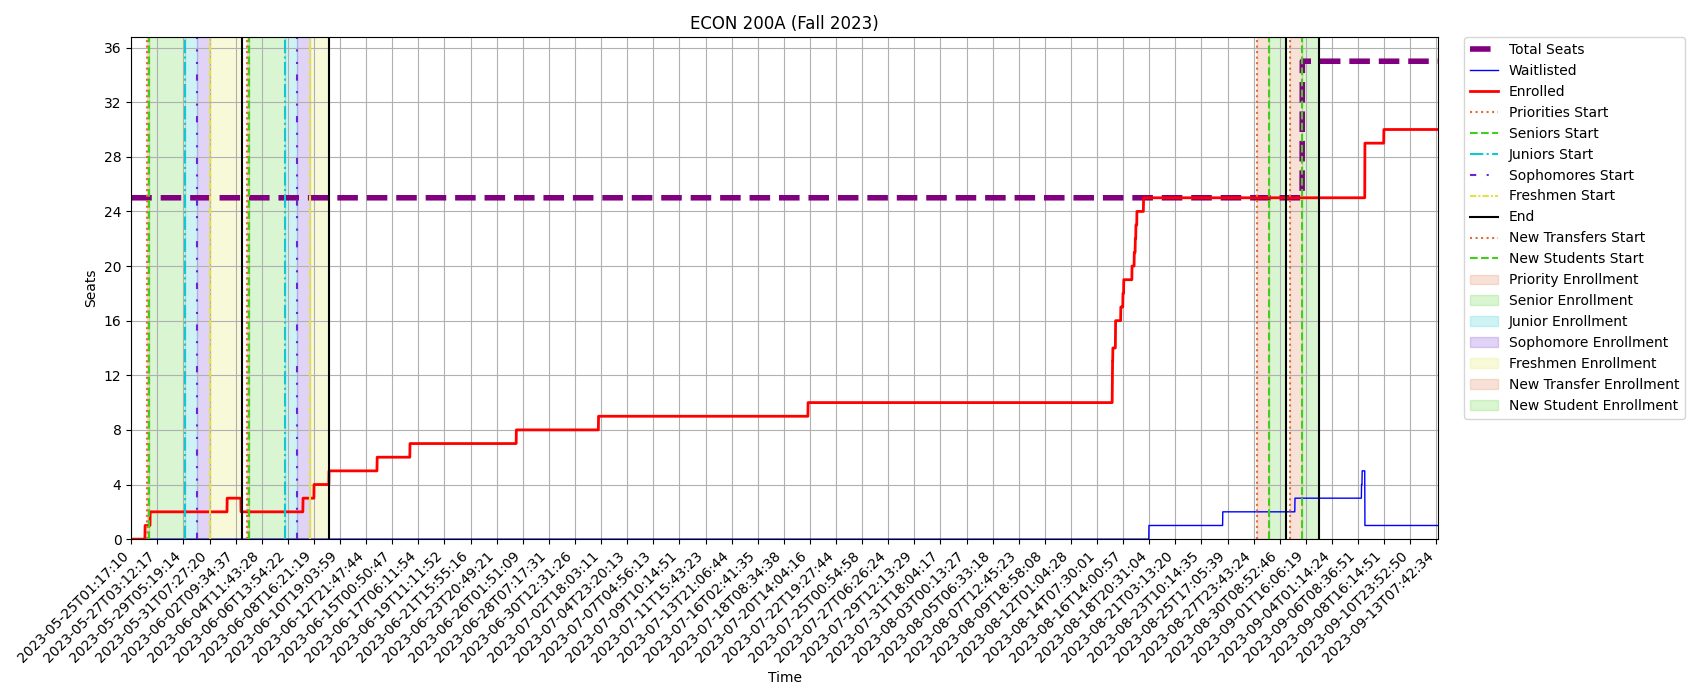 ECON 200A (Fall 2023)
Seats
36
32
28
24
20
16
12
8
4
0
2023-05-25T01:17:10
2023-05-27T03:12:17
2023-05-29T05:19:14
2023-05-31T07:27:20
2023-06-02T09:34:37
2023-06-04T11:43:28
2023-06-06T13:54:22
2023-06-08T16:21:19
2023-06-10T19:03:59
2023-06-12T21:47:44
2023-06-15T00:50:47
2023-06-17T06:11:54
2023-06-19T11:11:52
2023-06-21T15:55:16
2023-06-23T20:49:21
2023-06-26T01:51:09
2023-06-28T07:17:31
2023-06-30T12:31:26
2023-07-02T18:03:11
2023-07-04T23:20:13
2023-07-07T04:56:13
2023-07-09T10:14:51
2023-07-11T15:43:23
2023-07-13T21:06:44
2023-07-16T02:41:35
2023-07-18T08:34:38
2023-07-20T14:04:16
2023-07-22T19:27:44
2023-07-25T00:54:58
2023-07-27T06:26:24
2023-07-29T12:13:29
2023-07-31T18:04:17
2023-08-03T00:13:27
2023-08-05T06:33:18
2023-08-07T12:45:23
2023-08-09T18:58:08
2023-08-12T01:04:28
2023-08-14T07:30:01
2023-08-16T14:00:57
2023-08-18T20:31:04
2023-08-21T03:13:20
2023-08-23T10:14:35
2023-08-25T17:05:39
2023-08-27T23:43:24
2023-08-30T08:52:46
2023-09-01T16:06:19
2023-09-04T01:14:24
2023-09-06T08:36:51
2023-09-08T16:14:51
2023-09-10T23:52:50
2023-09-13T07:42:34
Time
Total Seats
Waitlisted
Enrolled
Priorities Start
Seniors Start
Juniors Start
Sophomores Start
Freshmen Start
End
New Transfers Start
New Students Start
Priority Enrollment
Senior Enrollment
Junior Enrollment
Sophomore Enrollment
Freshmen Enrollment
New Transfer Enrollment
New Student Enrollment